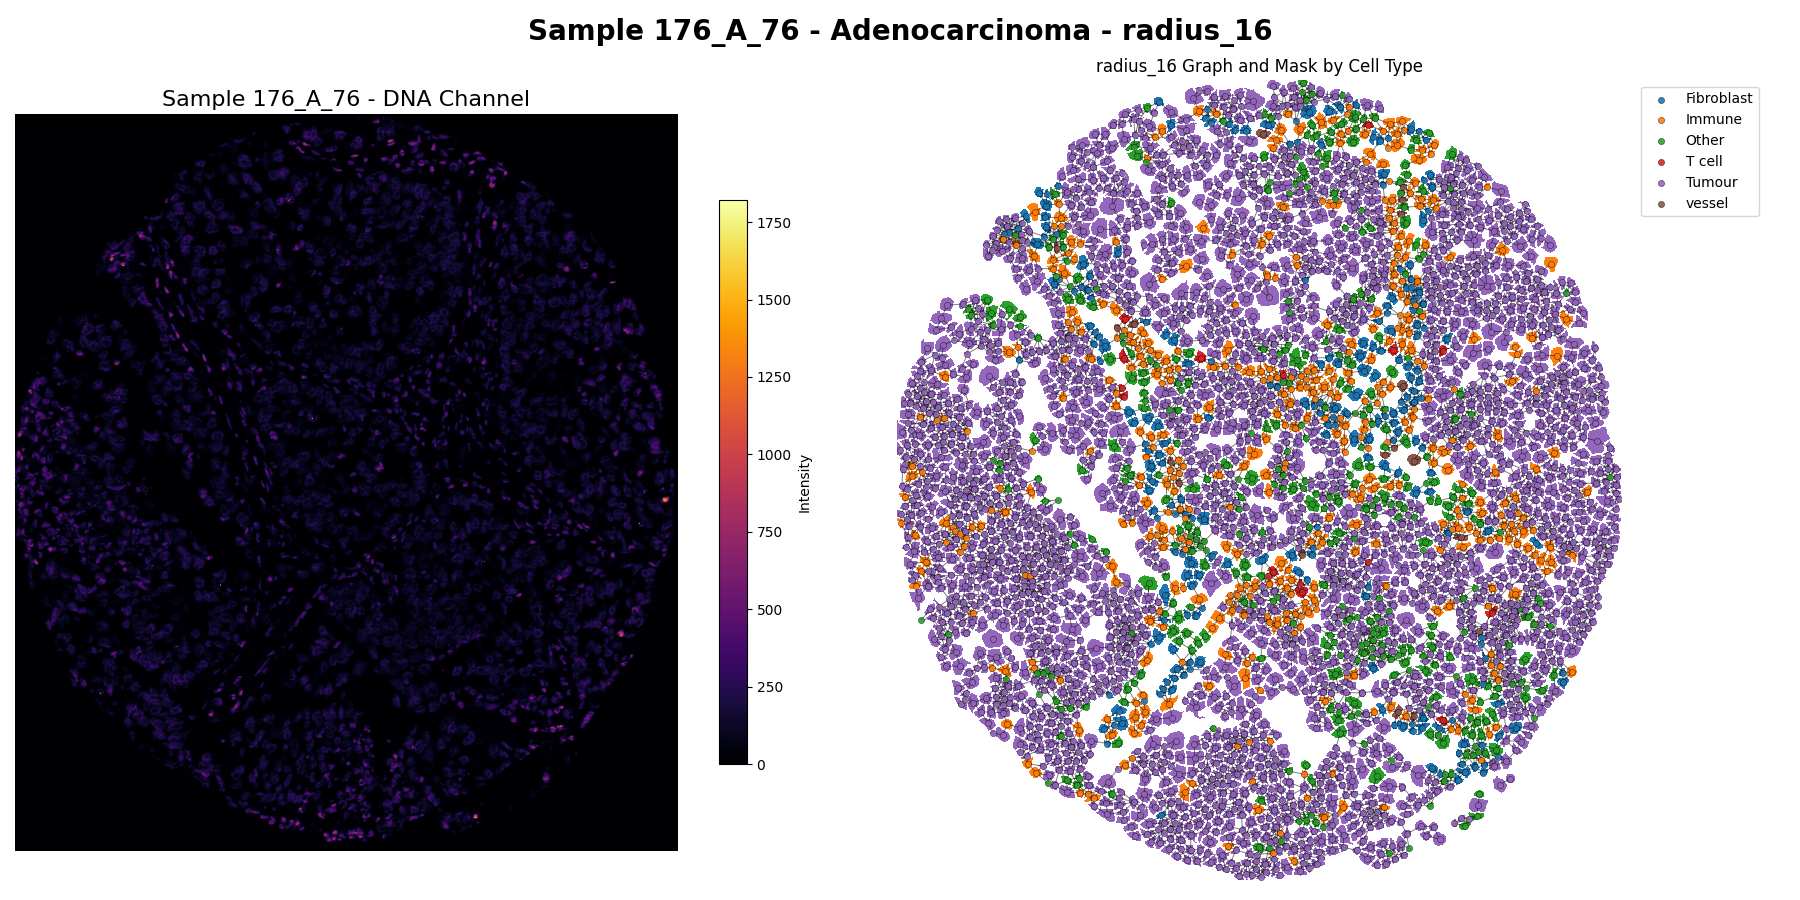 Sample 176_A_76 - Adenocarcinoma - radius_16
Sample 176_A_76 - DNA Channel
radius_16 Graph and Mask by Cell Type
1750
1500
1250
1000
750
500
250
0
Intensity
Fibroblast
Immune
Other
T cell
Tumour
vessel